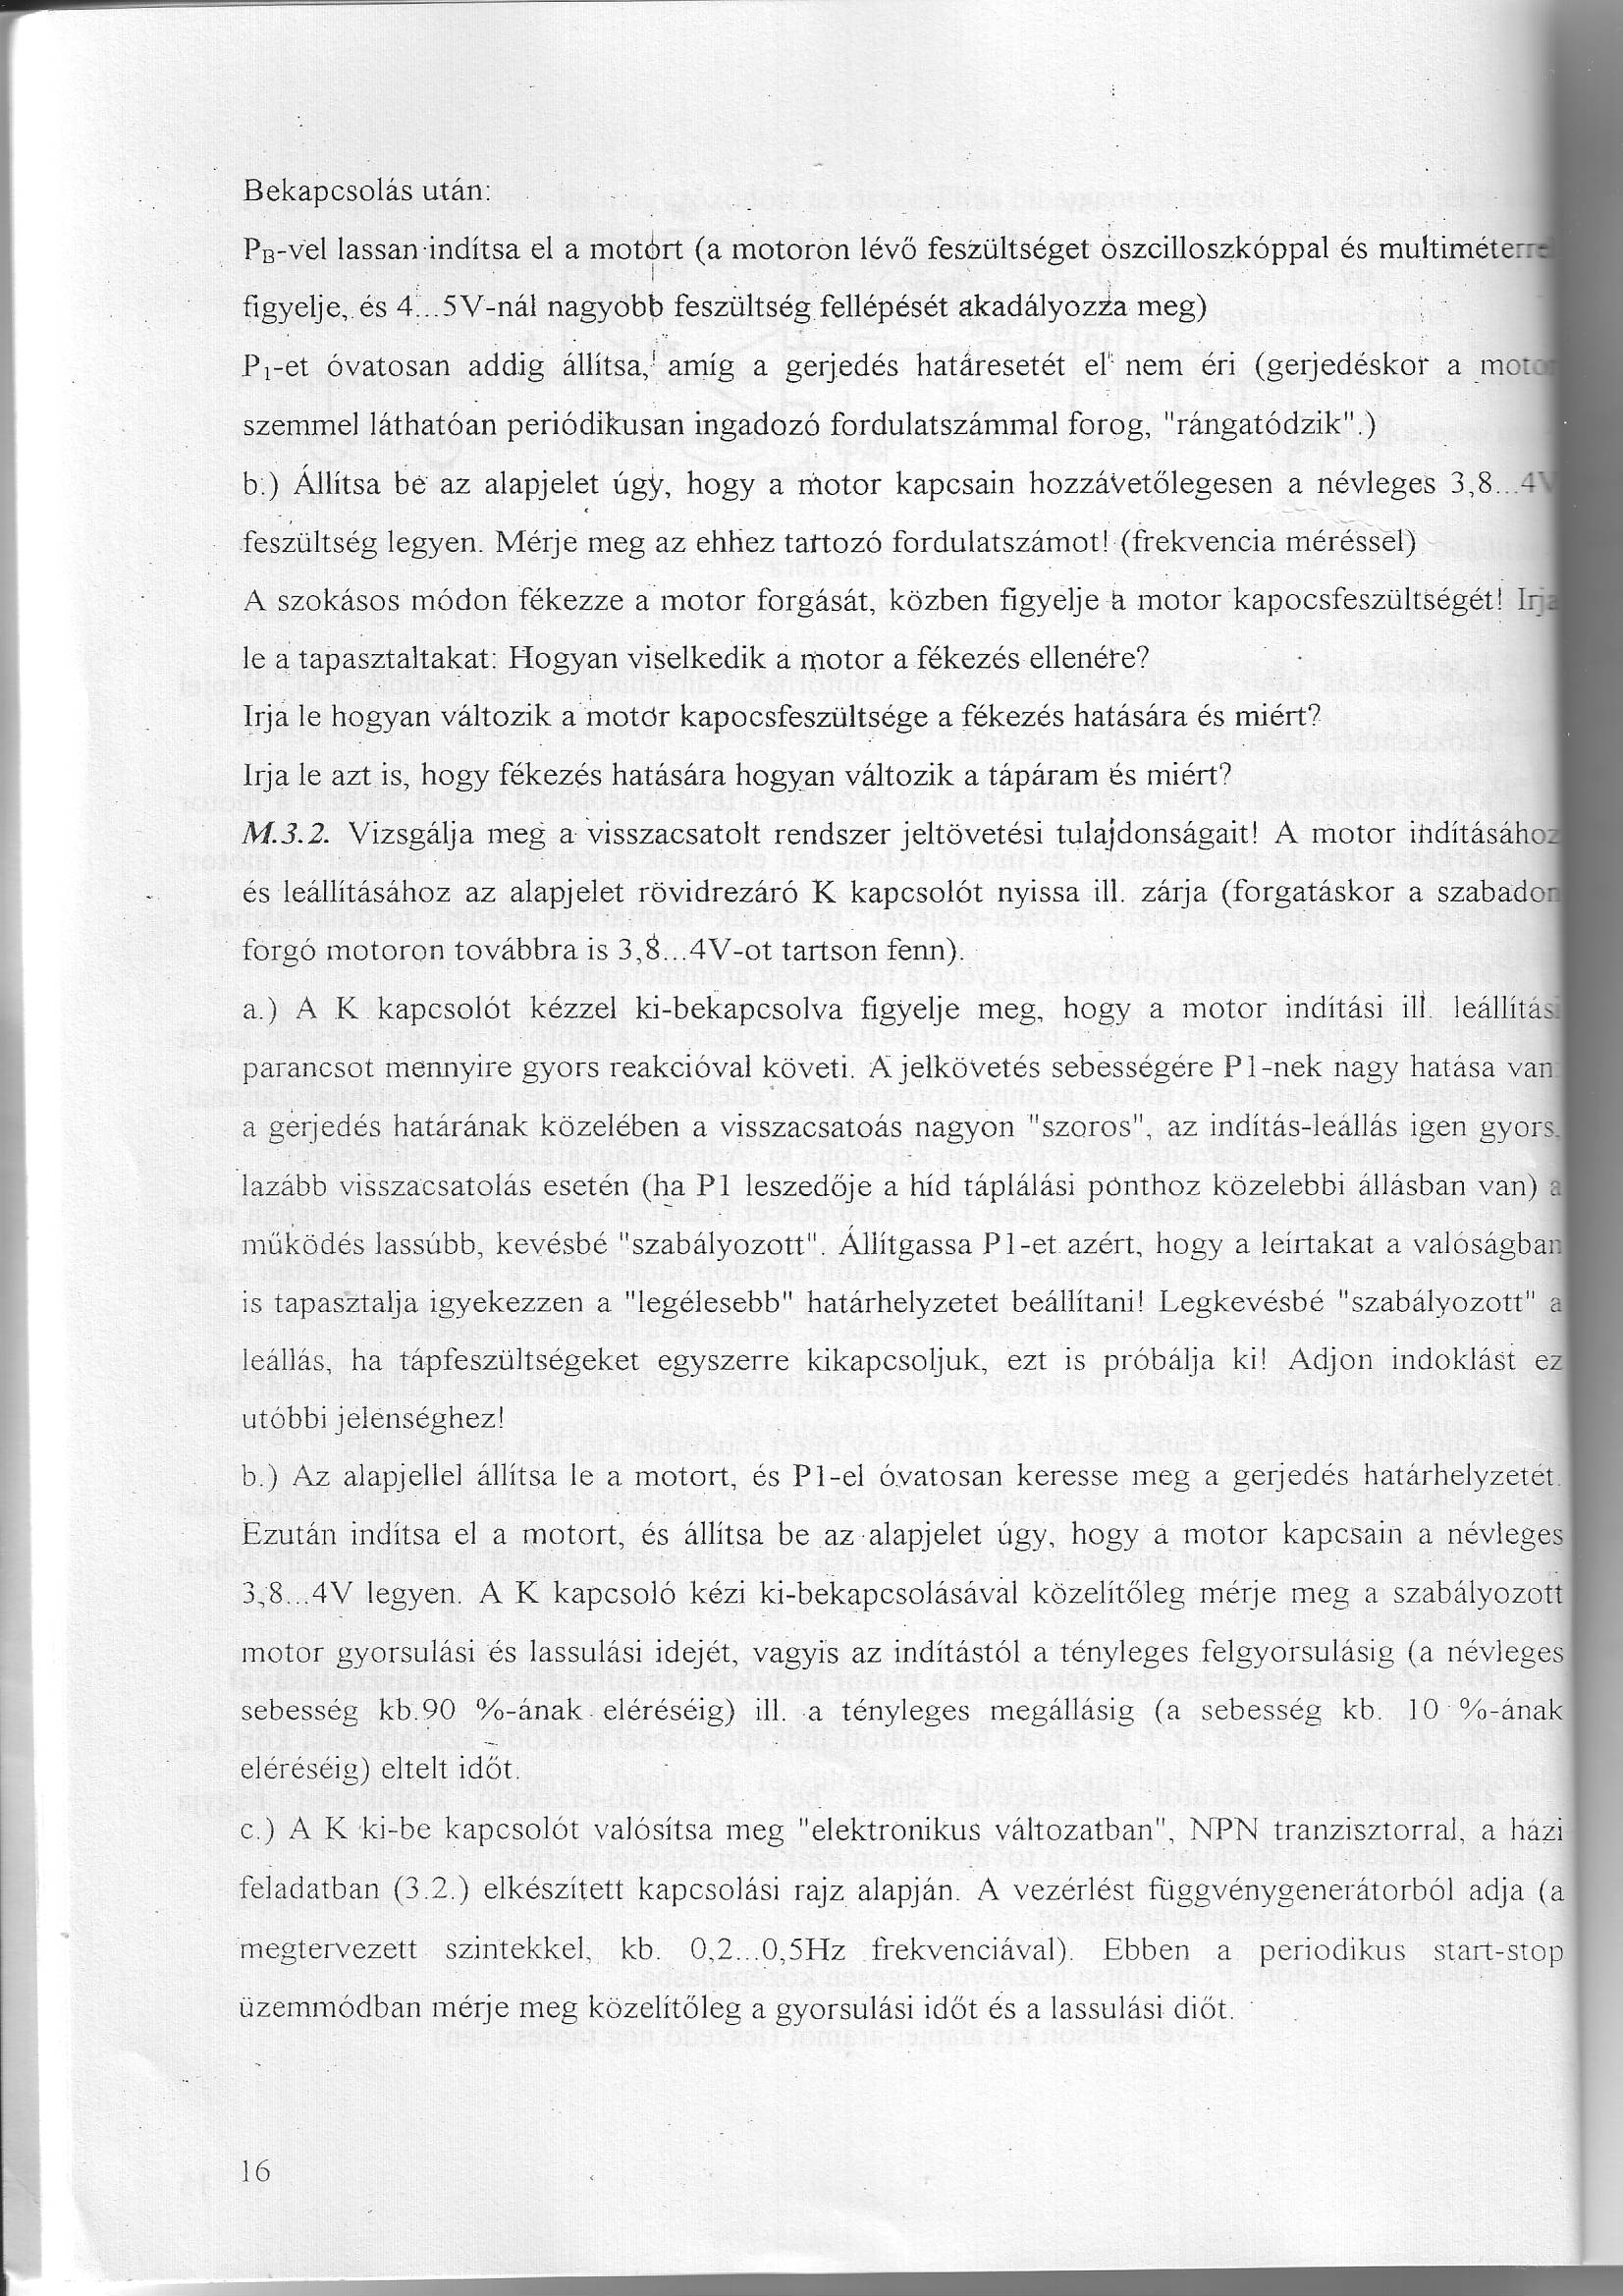 Bekapcsolás után:
PB-vel lassan indítsa el a motort (a motoron lévő feszültséget oszcilloszkóppal és multiméterrel
figyelje, és 4...5V-nál nagyobb feszültség fellépését akadályozza meg)
P1-et óvatosan addig állítsa, amíg a gerjedés határesetét el nem éri (gerjedéskor a motor
szemmel láthatóan periódikusan ingadozó fordulatszámmal forog, "rángatódzik".)
b.) Állítsa be az alapjelet úgy, hogy a motor kapcsain hozzávetőlegesen a névleges 3,8...4V
feszültség legyen. Mérje meg az ehhez tartozó fordulatszámot! (frekvencia méréssel)
A szokásos módon fékezze a motor forgását, közben figyelje a motor kapocsfeszültségét! Irja
le a tapasztaltakat: Hogyan viselkedik a motor a fékezés ellenére?
Irja le hogyan változik a motor kapocsfeszültsége a fékezés hatására és miért?
Irja le azt is, hogy fékezés hatására hogyan változik a tápáram és miért?
M.3.2. Vizsgálja meg a visszacsatolt rendszer jeltövetési tulajdonságait! A motor indításához
és leállításához az alapjelet rövidrezáró K kapcsolót nyissa ill. zárja (forgatáskor a szabadon
forgó motoron továbbra is 3,8...4V-ot tartson fenn).
a.) A K kapcsolót kézzel ki-bekapcsolva figyelje meg, hogy a motor indítási ill. leállítási
parancsot mennyire gyors reakcióval követi. A jelkövetés sebességére P1-nek nagy hatása van:
a gerjedés határának közelében a visszacsatoás nagyon "szoros", az indítás-leállás igen gyors,
lazább visszacsatolás esetén (ha P1 leszedője a híd táplálási ponthoz közelebbi állásban van) a
működés lassúbb, kevésbé "szabályozott". Állítgassa P1-et azért, hogy a leírtakat a valóságban
is tapasztalja igyekezzen a "legélesebb" határhelyzetet beállítani! Legkevésbé "szabályozott" a
leállás, ha tápfeszültségeket egyszerre kikapcsoljuk, ezt is próbálja ki! Adjon indoklást ez
utóbbi jelenséghez!
b.) Az alapjellel állítsa le a motort, és P1-el óvatosan keresse meg a gerjedés határhelyzetét.
Ezután indítsa el a motort, és állítsa be az alapjelet úgy, hogy a motor kapcsain a névleges
3,8...4V legyen. A K kapcsoló kézi ki-bekapcsolásával közelítőleg mérje meg a szabályozott
motor gyorsulási és lassulási idejét, vagyis az indítástól a tényleges felgyorsulásig (a névleges
sebesség kb.90 %-ának eléréséig) ill. a tényleges megállásig (a sebesség kb. 10 %-ának
eléréséig) eltelt időt.
c.) A K ki-be kapcsolót valósítsa meg "elektronikus változatban", NPN tranzisztorral, a házi
feladatban (3.2.) elkészített kapcsolási rajz alapján. A vezérlést függvénygenerátorból adja (a
megtervezett szintekkel, kb. 0,2...0,5Hz frekvenciával). Ebben a periodikus start-stop
üzemmódban mérje meg közelítőleg a gyorsulási időt és a lassulási diőt.
16